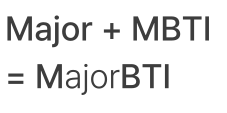 Major + MBTI
= MajorBTI